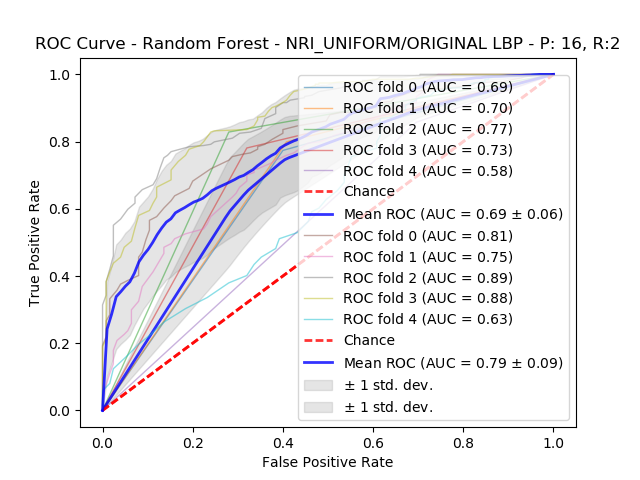 ROC Curve - Random Forest - NRI_UNIFORM/ORIGINAL LBP - P: 16, R:2
1.0
0.8
0.6
0.4
0.2
0.0
True Positive Rate
ROC fold 0 (AUC = 0.69)
ROC fold 1 (AUC = 0.70)
ROC fold 2 (AUC = 0.77)
ROC fold 3 (AUC = 0.73)
ROC fold 4 (AUC = 0.58)
Chance
Mean ROC (AUC = 0.69 ± 0.06)
ROC fold 0 (AUC = 0.81)
ROC fold 1 (AUC = 0.75)
ROC fold 2 (AUC = 0.89)
ROC fold 3 (AUC = 0.88)
ROC fold 4 (AUC = 0.63)
Chance
Mean ROC (AUC = 0.79 ± 0.09)
± 1 std. dev.
± 1 std. dev.
0.0 0.2 0.4 0.6 0.8 1.0
False Positive Rate